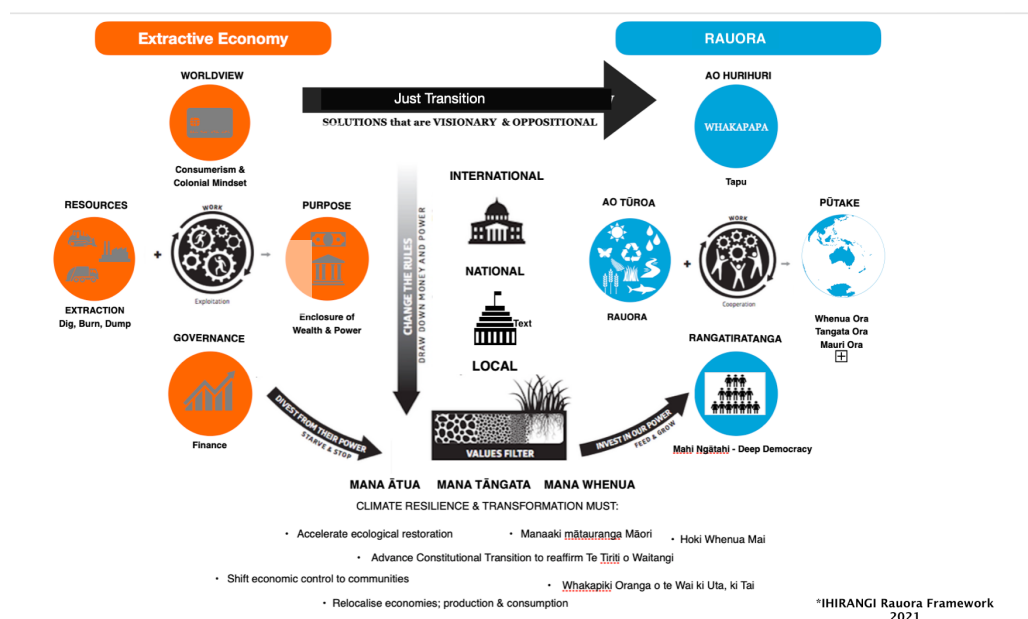 Extractive Economy
RAUORA
WORLDVIEW
Consumerism &
Colonial Mindset
RESOURCES
EXTRACTION
Dig, Burn, Dump
WORK
Exploitation
PURPOSE
Enclosure of
Wealth & Power
GOVERNANCE
Finance
Just Transition
SOLUTIONS that are VISIONARY & OPPOSITIONAL
CHANGE THE RULES
DRAW DOWN MONEY AND POWER
INTERNATIONAL
NATIONAL
Text
LOCAL
DIVEST FROM THEIR POWER
STARVE & STOP
VALUES FILTER
INVEST IN OUR POWER
FEED & GROW
AO HURIHURI
WHAKAPAPA
Tapu
AO TŪROA
RAUORA
WORK
Cooperation
PŪTAKE
Whenua Ora
Tangata Ora
Mauri Ora
RANGATIRATANGA
Mahi Ngātahi - Deep Democracy
MANA ĀTUA MANA TĀNGATA MANA WHENUA
CLIMATE RESILIENCE & TRANSFORMATION MUST:
• Accelerate ecological restoration
• Manaaki mātauranga Māori
• Hoki Whenua Mai
• Advance Constitutional Transition to reaffirm Te Tiriti o Waitangi
• Shift economic control to communities
• Whakapiki Oranga o te Wai ki Uta, ki Tai
• Relocalise economies; production & consumption
*IHIRANGI Rauora Framework
2021